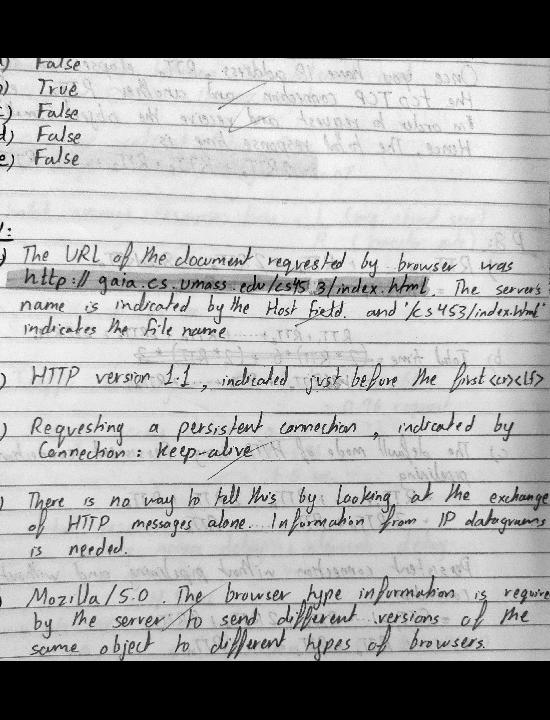 a) False
b) True
c) False
d) False
e) False
1:
) The URL of the document requested by browser was
http://gaia.cs.umass.edu/cs453/index.html. The server's
name is indicated by the Host field. and "/cs453/index.html"
indicates the file name
) HTTP version 1.1, indicated just before the first <cr><lf>
) Requesting a persistent connection, indicated by
Connection: keep-alive
) There is no way to tell this by looking at the exchange
of HTTP messages alone. Information from IP datagrams
is needed.
) Mozilla/5.0. The browser type information is require
by the server to send different versions of the
same object to different types of browsers.